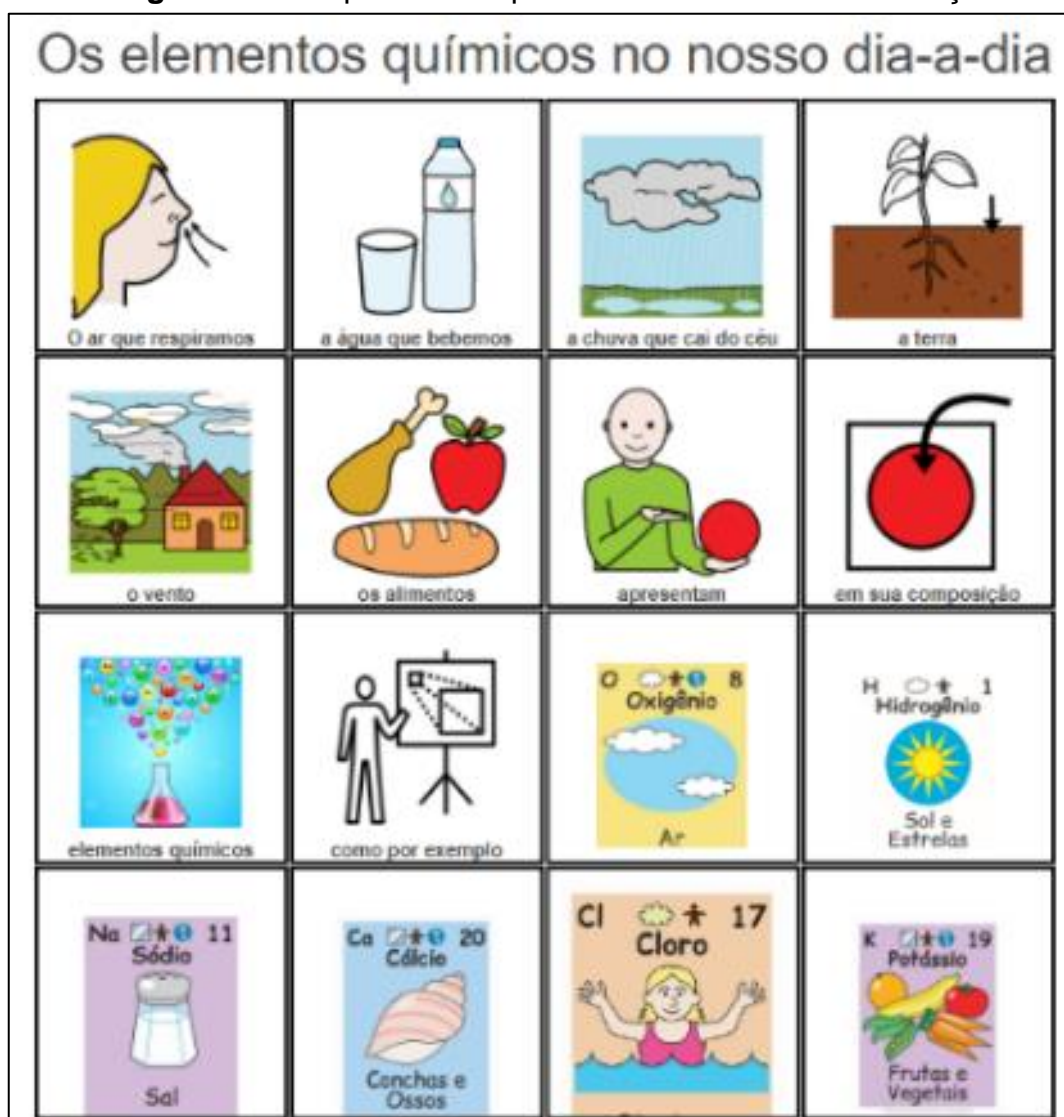 Os elementos químicos no nosso dia-a-dia
O ar que respiramos
a água que bebemos
a chuva que cai do céu
a terra
o vento
os alimentos
apresentam
em sua composição
elementos químicos
como por exemplo
O 8
Oxigênio
Ar
H 1
Hidrogênio
Sol e
Estrelas
Na 11
Sódio
Sal
Ca 20
Cálcio
Conchas e
Ossos
Cl 17
Cloro
K 19
Potássio
Frutas e
Vegetais